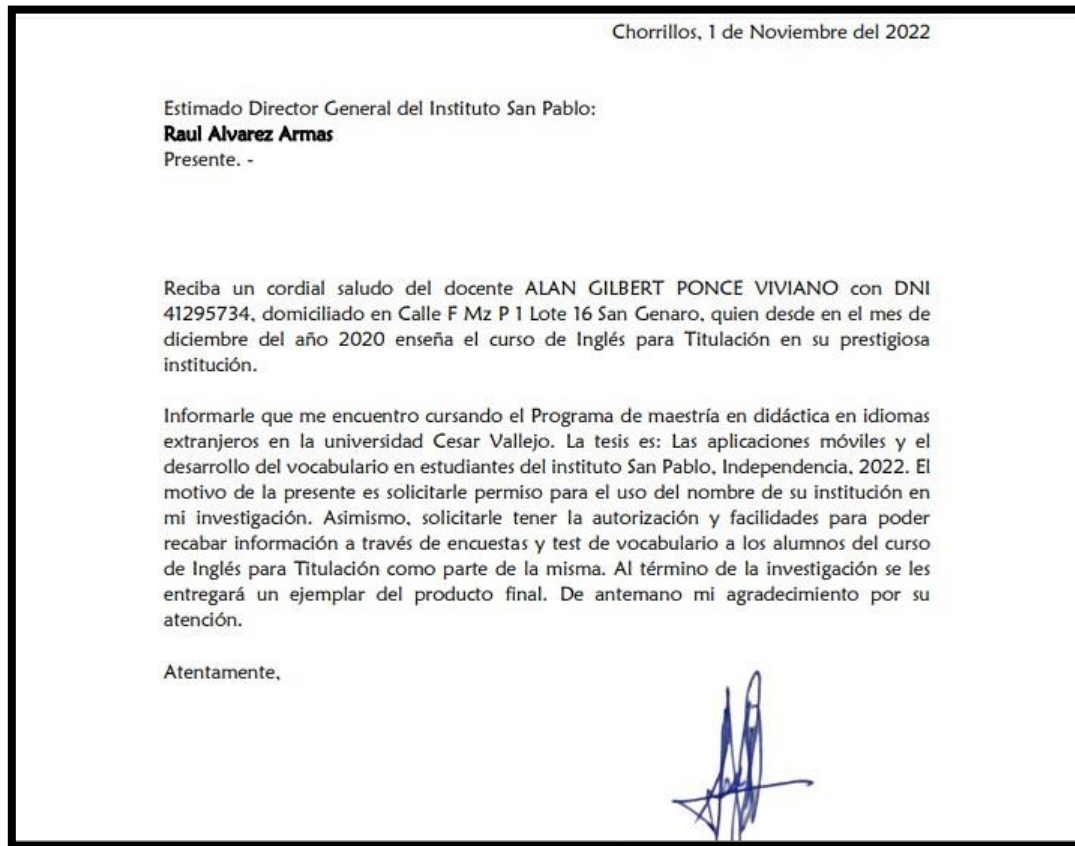 Chorrillos, 1 de Noviembre del 2022
Estimado Director General del Instituto San Pablo:
Raul Alvarez Armas
Presente. -
Reciba un cordial saludo del docente ALAN GILBERT PONCE VIVIANO con DNI
41295734, domiciliado en Calle F Mz P 1 Lote 16 San Genaro, quien desde en el mes de
diciembre del año 2020 enseña el curso de Inglés para Titulación en su prestigiosa
institución.
Informarle que me encuentro cursando el Programa de maestría en didáctica en idiomas
extranjeros en la universidad Cesar Vallejo. La tesis es: Las aplicaciones móviles y el
desarrollo del vocabulario en estudiantes del instituto San Pablo, Independencia, 2022. El
motivo de la presente es solicitarle permiso para el uso del nombre de su institución en
mi investigación. Asimismo, solicitarle tener la autorización y facilidades para poder
recabar información a través de encuestas y test de vocabulario a los alumnos del curso
de Inglés para Titulación como parte de la misma. Al término de la investigación se les
entregará un ejemplar del producto final. De antemano mi agradecimiento por su
atención.
Atentamente,